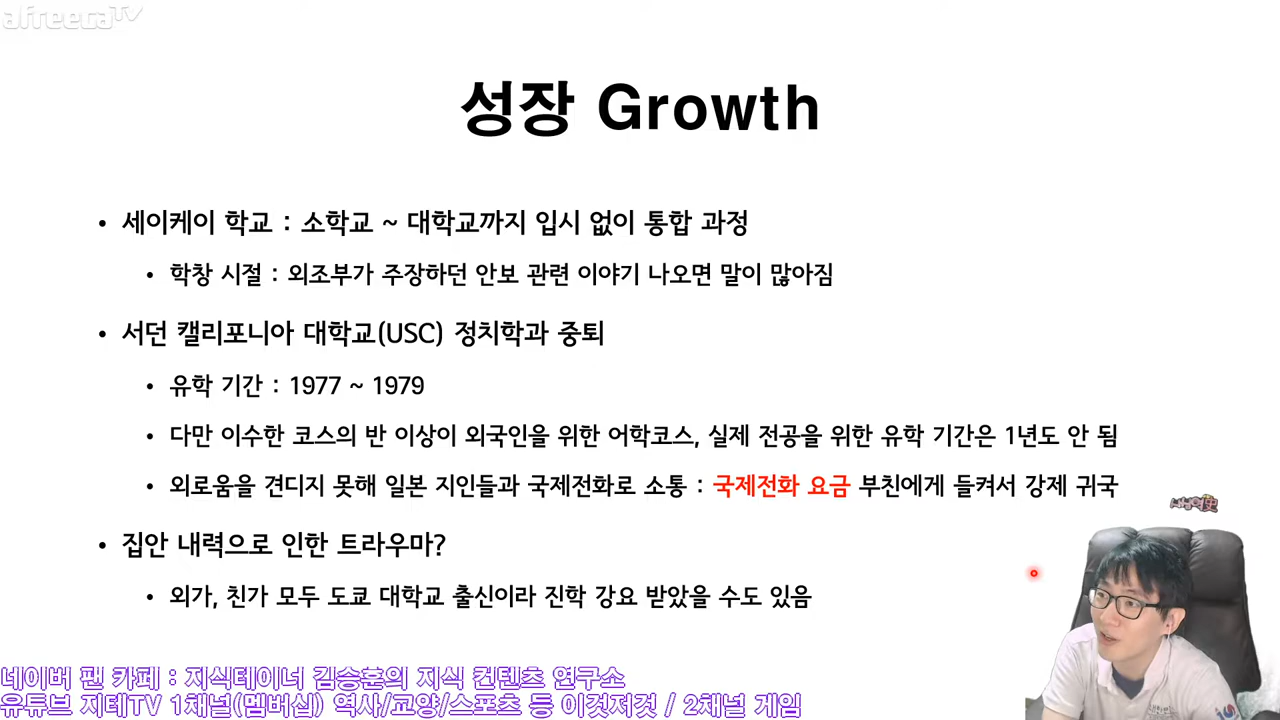 afreecaTV
성장 Growth
• 세이케이 학교 : 소학교 ~ 대학교까지 입시 없이 통합 과정
• 학창 시절 : 외조부가 주장하던 안보 관련 이야기 나오면 말이 많아짐
• 서던 캘리포니아 대학교(USC) 정치학과 중퇴
• 유학 기간 : 1977 ~ 1979
• 다만 이수한 코스의 반 이상이 외국인을 위한 어학코스, 실제 전공을 위한 유학 기간은 1년도 안 됨
• 외로움을 견디지 못해 일본 지인들과 국제전화로 소통 : 국제전화 요금 부친에게 들켜서 강제 귀국
• 집안 내력으로 인한 트라우마?
• 외가, 친가 모두 도쿄 대학교 출신이라 진학 강요 받았을 수도 있음
네이버 팬 카페 : 지식테이너 김승훈의 지식 컨텐츠 연구소
유튜브 지테TV 1채널(멤버십) 역사/교양/스포츠 등 이것저것 / 2채널 게임